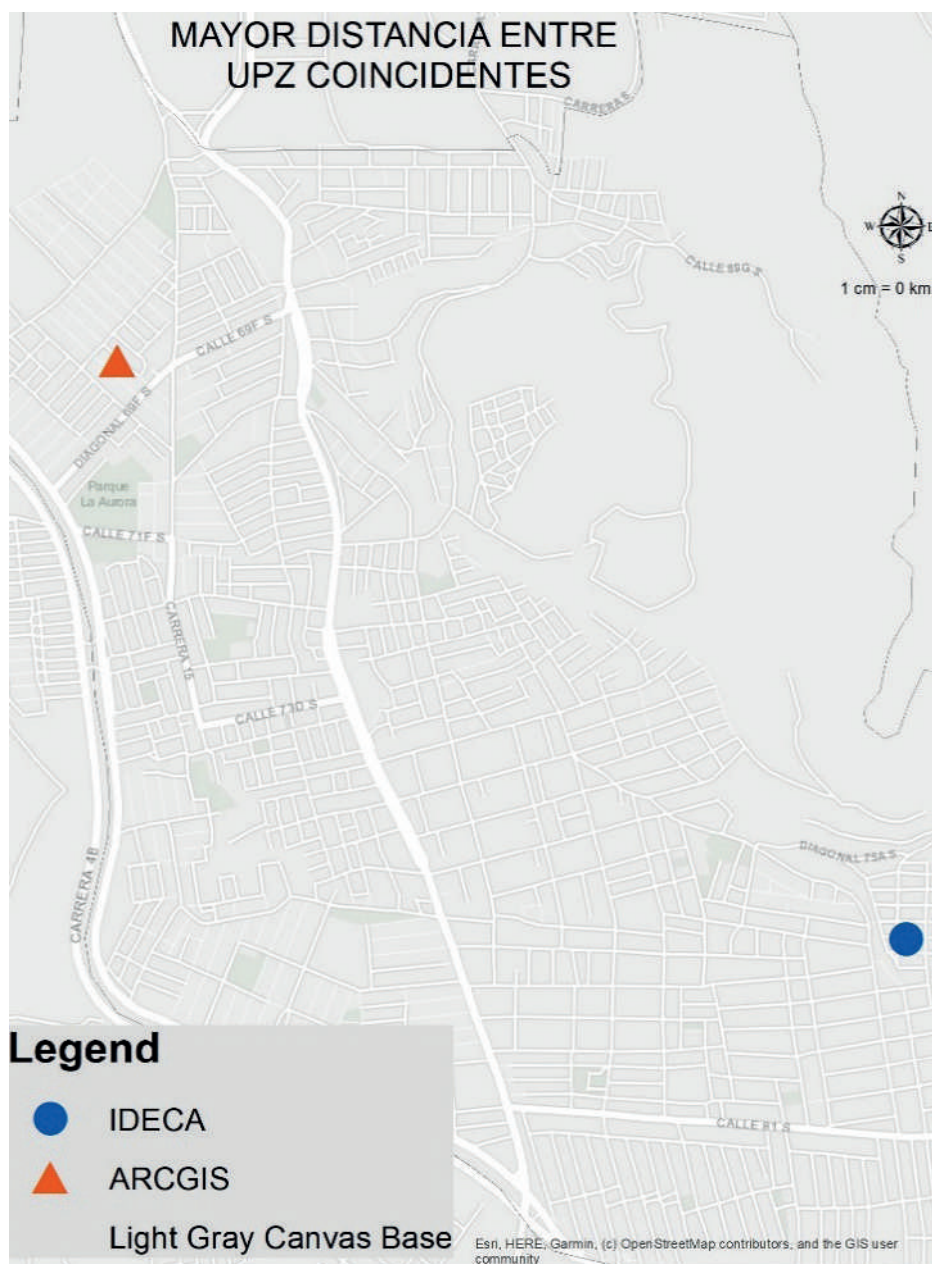 MAYOR DISTANCIA ENTRE
UPZ COINCIDENTES
CARRERA 5
N
W E
S
1 cm = 0 km
CALLE 69G S
CALLE 69F S
DIAGONAL 69F S
Parque
La Aurora
CALLE 71F S
CARRERA 15
CALLE 73D S
DIAGONAL 75A S
CARRERA 4B
CALLE 81 S
Legend
IDECA
ARCGIS
Light Gray Canvas Base
Esri, HERE, Garmin, (c) OpenStreetMap contributors, and the GIS user
community